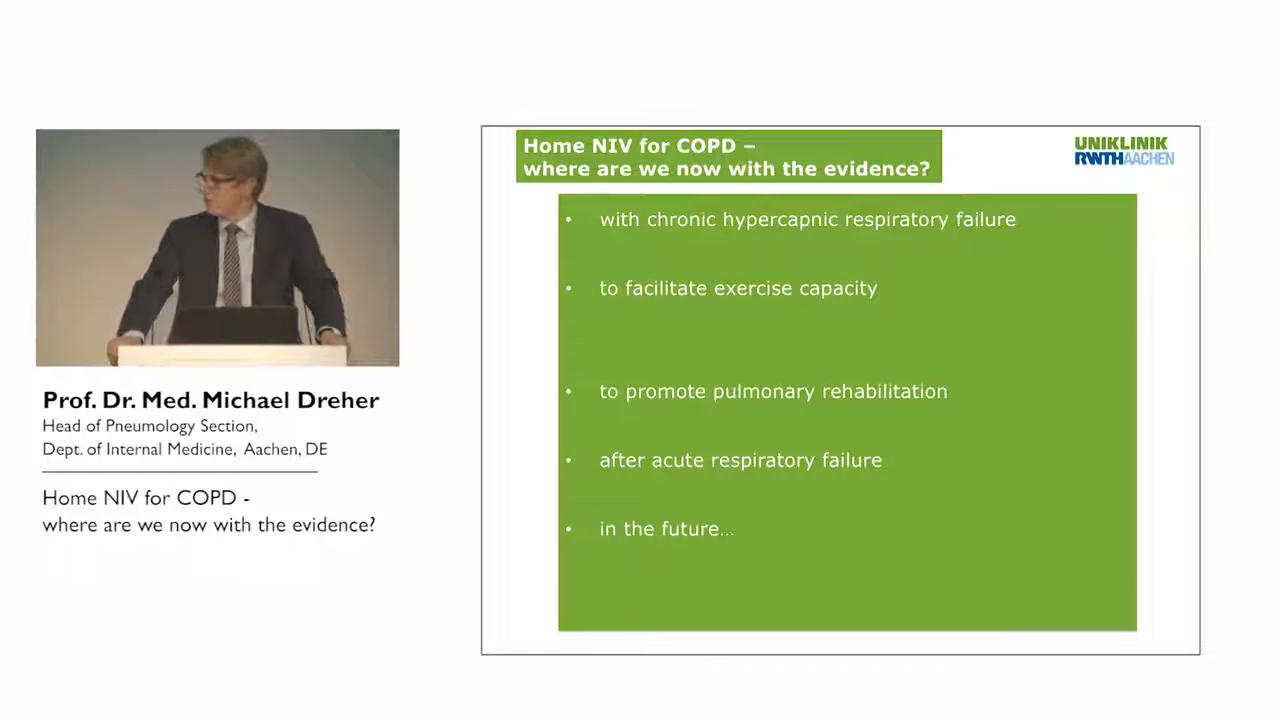 Prof. Dr. Med. Michael Dreher
Head of Pneumology Section,
Dept. of Internal Medicine, Aachen, DE
Home NIV for COPD -
where are we now with the evidence?
Home NIV for COPD –
where are we now with the evidence?
UNIKLINIK
RWTHAACHEN
• with chronic hypercapnic respiratory failure
• to facilitate exercise capacity
• to promote pulmonary rehabilitation
• after acute respiratory failure
• in the future...